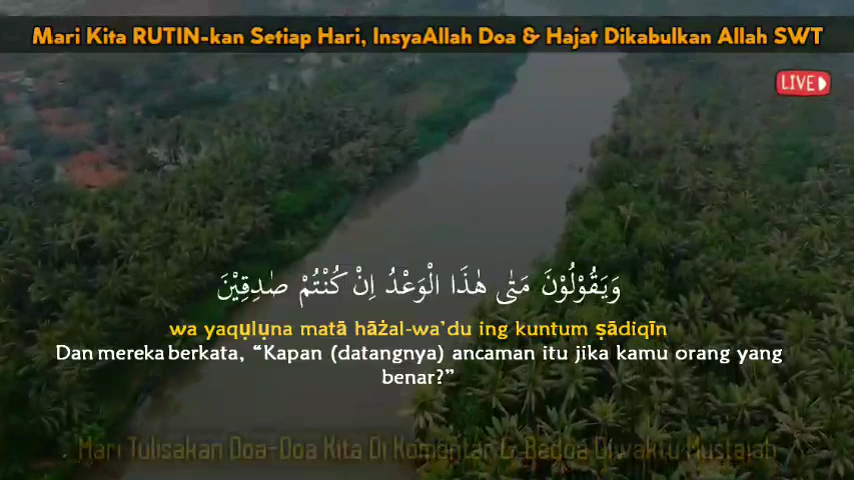 Mari Kita RUTIN-kan Setiap Hari, InsyaAllah Doa & Hajat Dikabulkan Allah SWT
LIVE
وَيَقُوْلُوْنَ مَتٰى هٰذَا الْوَعْدُ اِنْ كُنْتُمْ صٰدِقِيْنَ
wa yaqụlụna matā hāżal-wa'du ing kuntum ṣādiqīn
Dan mereka berkata, “Kapan (datangnya) ancaman itu jika kamu orang yang
benar?”
Mari Tulisakan Doa-Doa Kita Di Komentar & Bedoa Diwaktu Mustajab